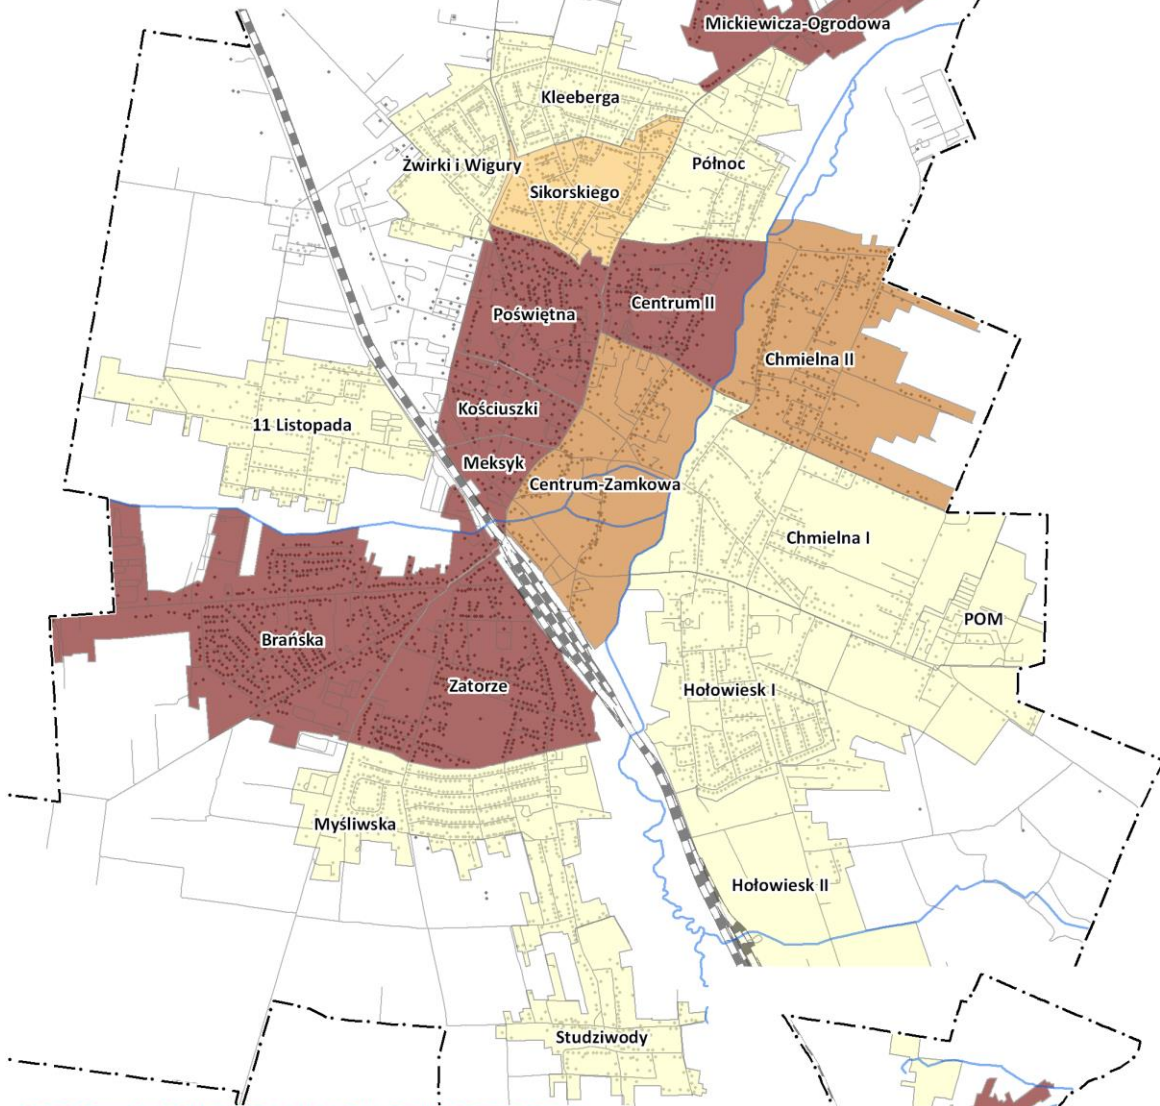 Mickiewicza-Ogrodowa
Kleeberga
Żwirki i Wigury
Północ
Sikorskiego
Centrum II
Poświętna
Chmielna II
Kościuszki
11 Listopada
Meksyk
Centrum-Zamkowa
Chmielna I
POM
Brańska
Zatorze
Hołowiesk I
Myśliwska
Hołowiesk II
Studziwody